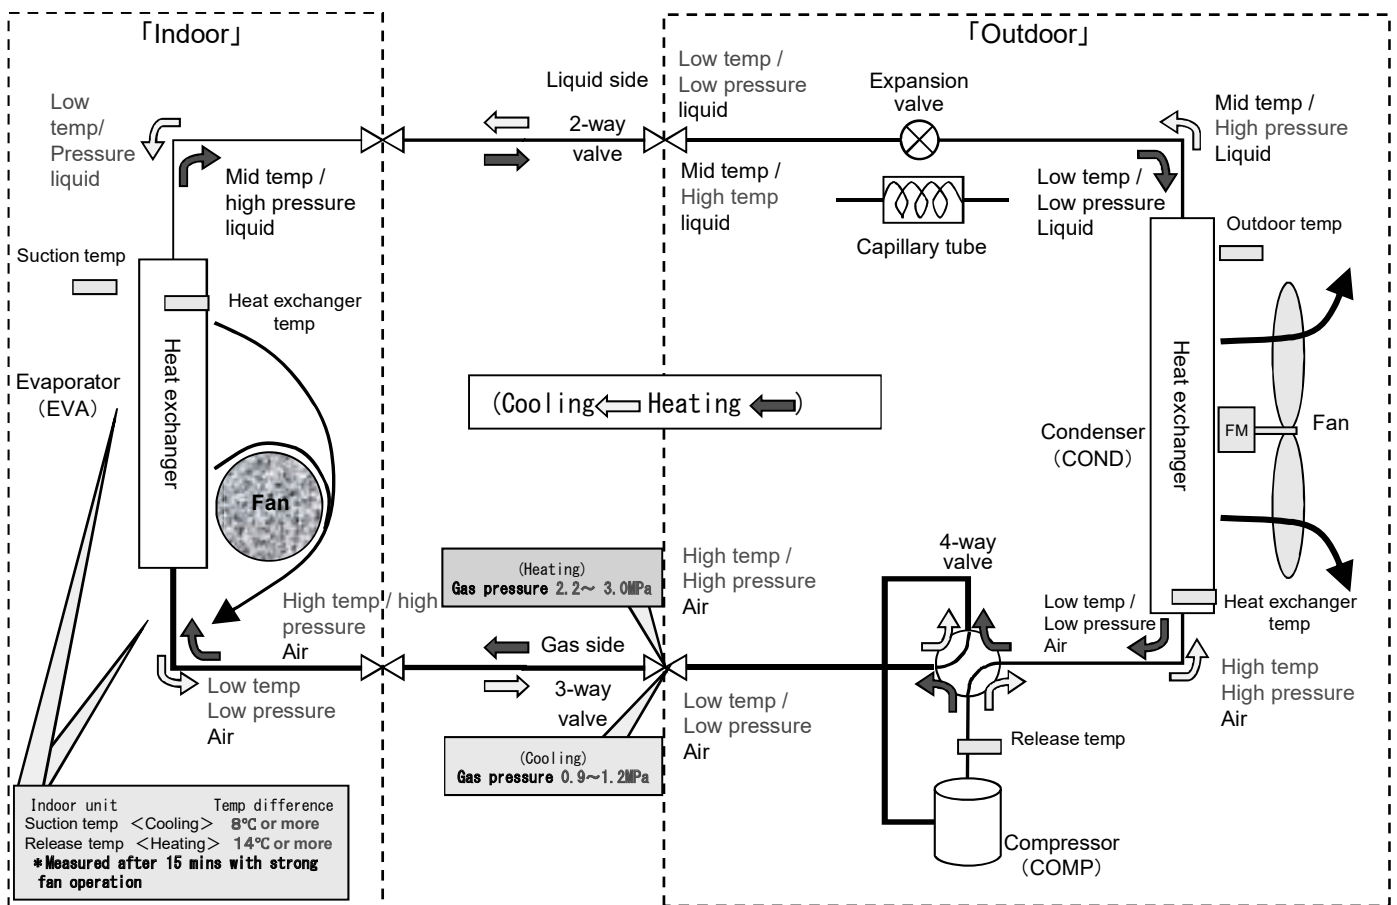 「Indoor」
「Outdoor」
Low
temp/
Pressure
liquid
Mid temp /
high pressure
liquid
Suction temp
Heat exchanger
temp
Heat exchanger
Evaporator
（EVA）
Fan
High temp / high
pressure
Air
Low temp
Low pressure
Air
Indoor unit Temp difference
Suction temp ＜Cooling＞ 8℃ or more
Release temp ＜Heating＞ 14℃ or more
＊Measured after 15 mins with strong
fan operation
Liquid side
2-way
valve
(Cooling Heating )
(Heating)
Gas pressure 2.2～ 3.0MPa
Gas side
3-way
valve
(Cooling)
Gas pressure 0.9～1.2MPa
Low temp /
Low pressure
liquid
Mid temp /
High temp
liquid
Expansion
valve
Capillary tube
Mid temp /
High pressure
Liquid
Low temp /
Low pressure
Liquid
Outdoor temp
Heat exchanger
Condenser
（COND）
FM
Fan
High temp /
High pressure
Air
4-way
valve
Low temp /
Low pressure
Air
Heat exchanger
temp
High temp
High pressure
Air
Low temp /
Low pressure
Air
Release temp
Compressor
（COMP）